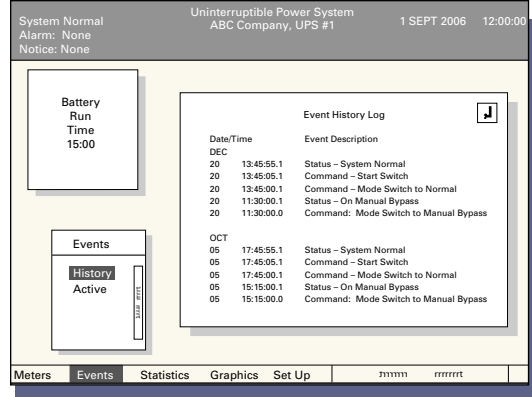 System Normal
Alarm: None
Notice: None
Uninterruptible Power System
ABC Company, UPS #1
1 SEPT 2006 12:00:00
Battery
Run
Time
15:00
Events
History
Active
Event History Log
Date/Time Event Description
DEC
20 13:45:55.1 Status – System Normal
20 13:45:05.1 Command – Start Switch
20 13:45:00.1 Command – Mode Switch to Normal
20 11:30:00.1 Status – On Manual Bypass
20 11:30:00.0 Command: Mode Switch to Manual Bypass
OCT
05 17:45:55.1 Status – System Normal
05 17:45:05.1 Command – Start Switch
05 17:45:00.1 Command – Mode Switch to Normal
05 15:15:00.1 Status – On Manual Bypass
05 15:15:00.0 Command: Mode Switch to Manual Bypass
Meters Events Statistics Graphics Set Up